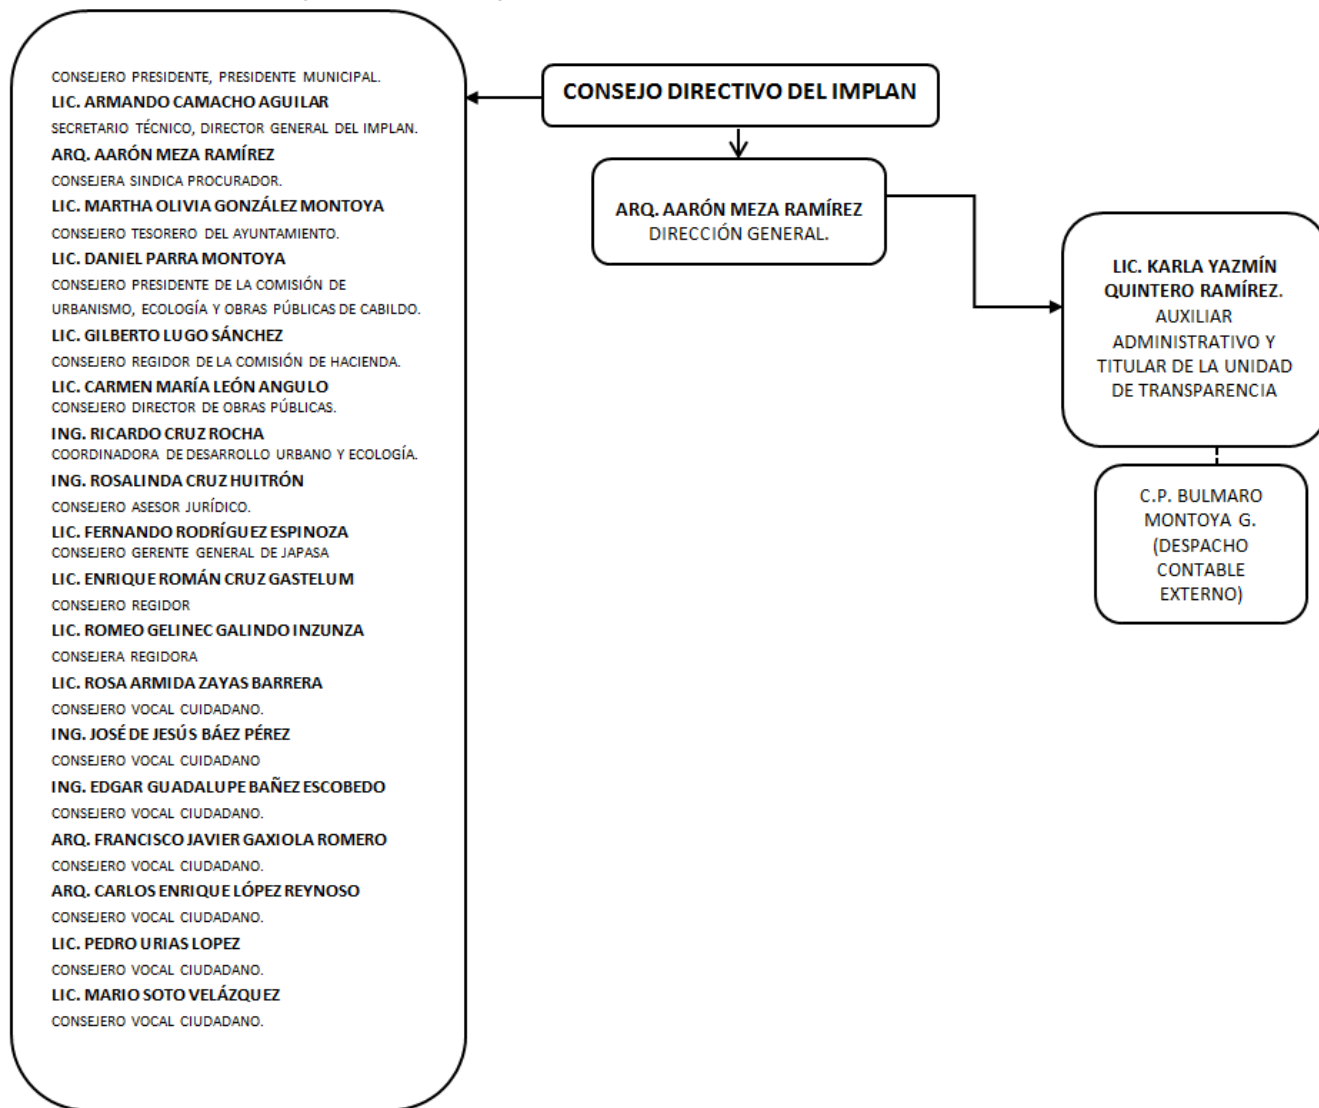 CONSEJERO PRESIDENTE, PRESIDENTE MUNICIPAL.
LIC. ARMANDO CAMACHO AGUILAR
SECRETARIO TÉCNICO, DIRECTOR GENERAL DEL IMPLAN.
ARQ. AARÓN MEZA RAMÍREZ
CONSEJERA SINDICA PROCURADOR.
LIC. MARTHA OLIVIA GONZÁLEZ MONTOYA
CONSEJERO TESORERO DEL AYUNTAMIENTO.
LIC. DANIEL PARRA MONTOYA
CONSEJERO PRESIDENTE DE LA COMISIÓN DE
URBANISMO, ECOLOGÍA Y OBRAS PÚBLICAS DE CABILDO.
LIC. GILBERTO LUGO SÁNCHEZ
CONSEJERO REGIDOR DE LA COMISIÓN DE HACIENDA.
LIC. CARMEN MARÍA LEÓN ANGULO
CONSEJERO DIRECTOR DE OBRAS PÚBLICAS.
ING. RICARDO CRUZ ROCHA
COORDINADORA DE DESARROLLO URBANO Y ECOLOGÍA.
ING. ROSALINDA CRUZ HUITRÓN
CONSEJERO ASESOR JURÍDICO.
LIC. FERNANDO RODRÍGUEZ ESPINOZA
CONSEJERO GERENTE GENERAL DE JAPASA
LIC. ENRIQUE ROMÁN CRUZ GASTELUM
CONSEJERO REGIDOR
LIC. ROMEO GELINEC GALINDO INZUNZA
CONSEJERA REGIDORA
LIC. ROSA ARMIDA ZAYAS BARRERA
CONSEJERO VOCAL CUIDADANO.
ING. JOSÉ DE JESÚS BÁEZ PÉREZ
CONSEJERO VOCAL CUIDADANO
ING. EDGAR GUADALUPE BAÑEZ ESCOBEDO
CONSEJERO VOCAL CIUDADANO.
ARQ. FRANCISCO JAVIER GAXIOLA ROMERO
CONSEJERO VOCAL CIUDADANO.
ARQ. CARLOS ENRIQUE LÓPEZ REYNOSO
CONSEJERO VOCAL CIUDADANO.
LIC. PEDRO URIAS LOPEZ
CONSEJERO VOCAL CIUDADANO.
LIC. MARIO SOTO VELÁZQUEZ
CONSEJERO VOCAL CIUDADANO.
CONSEJO DIRECTIVO DEL IMPLAN
ARQ. AARÓN MEZA RAMÍREZ
DIRECCIÓN GENERAL.
LIC. KARLA YAZMÍN
QUINTERO RAMÍREZ.
AUXILIAR
ADMINISTRATIVO Y
TITULAR DE LA UNIDAD
DE TRANSPARENCIA
C.P. BULMARO
MONTOYA G.
(DESPACHO
CONTABLE
EXTERNO)